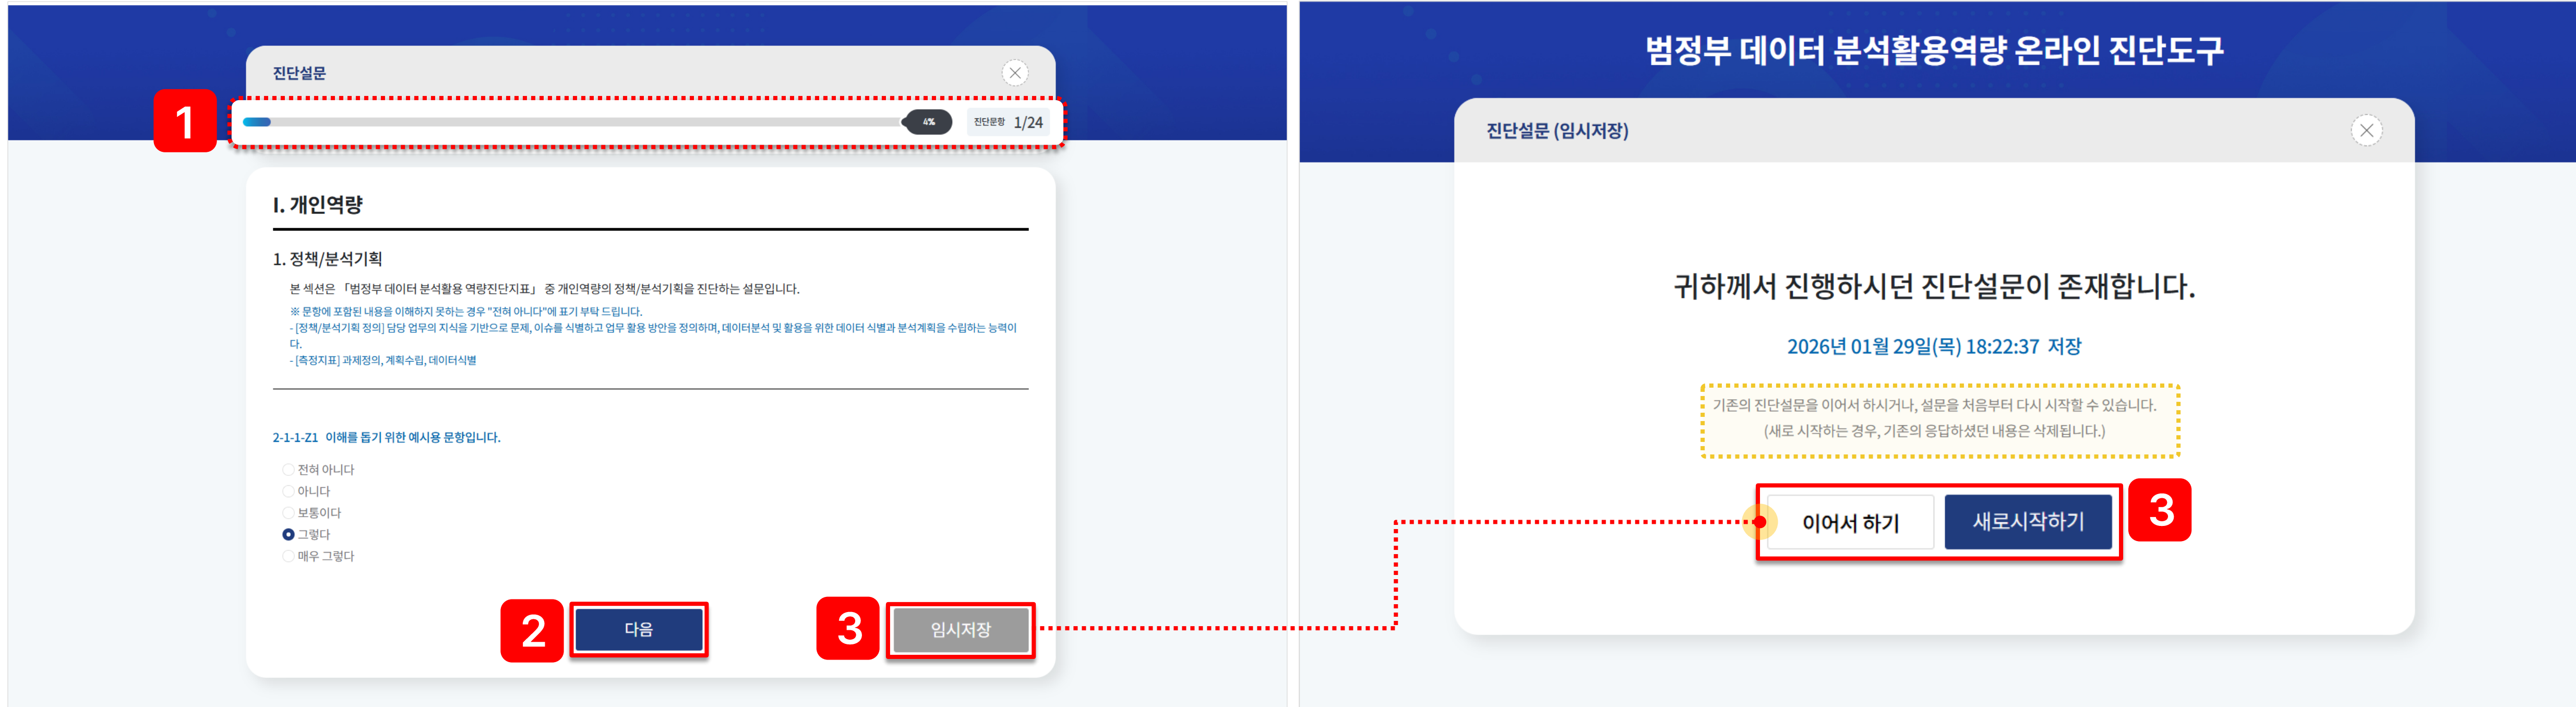 진단설문
1
4%
진단문항 1/24
I. 개인역량
1. 정책/분석기획
본 섹션은 「범정부 데이터 분석활용 역량진단지표」 중 개인역량의 정책/분석기획을 진단하는 설문입니다.
※ 문항에 포함된 내용을 이해하지 못하는 경우 "전혀 아니다"에 표기 부탁 드립니다.
- [정책/분석기획 정의] 담당 업무의 지식을 기반으로 문제, 이슈를 식별하고 업무 활용 방안을 정의하며, 데이터분석 및 활용을 위한 데이터 식별과 분석계획을 수립하는 능력이
다.
- [측정지표] 과제정의, 계획수립, 데이터식별
2-1-1-Z1 이해를 돕기 위한 예시용 문항입니다.
전혀 아니다
아니다
보통이다
그렇다
매우 그렇다
2
다음
3
임시저장
범정부 데이터 분석활용역량 온라인 진단도구
진단설문 (임시저장)
귀하께서 진행하시던 진단설문이 존재합니다.
2026년 01월 29일(목) 18:22:37 저장
기존의 진단설문을 이어서 하시거나, 설문을 처음부터 다시 시작할 수 있습니다.
(새로 시작하는 경우, 기존의 응답하셨던 내용은 삭제됩니다.)
이어서 하기
새로시작하기
3